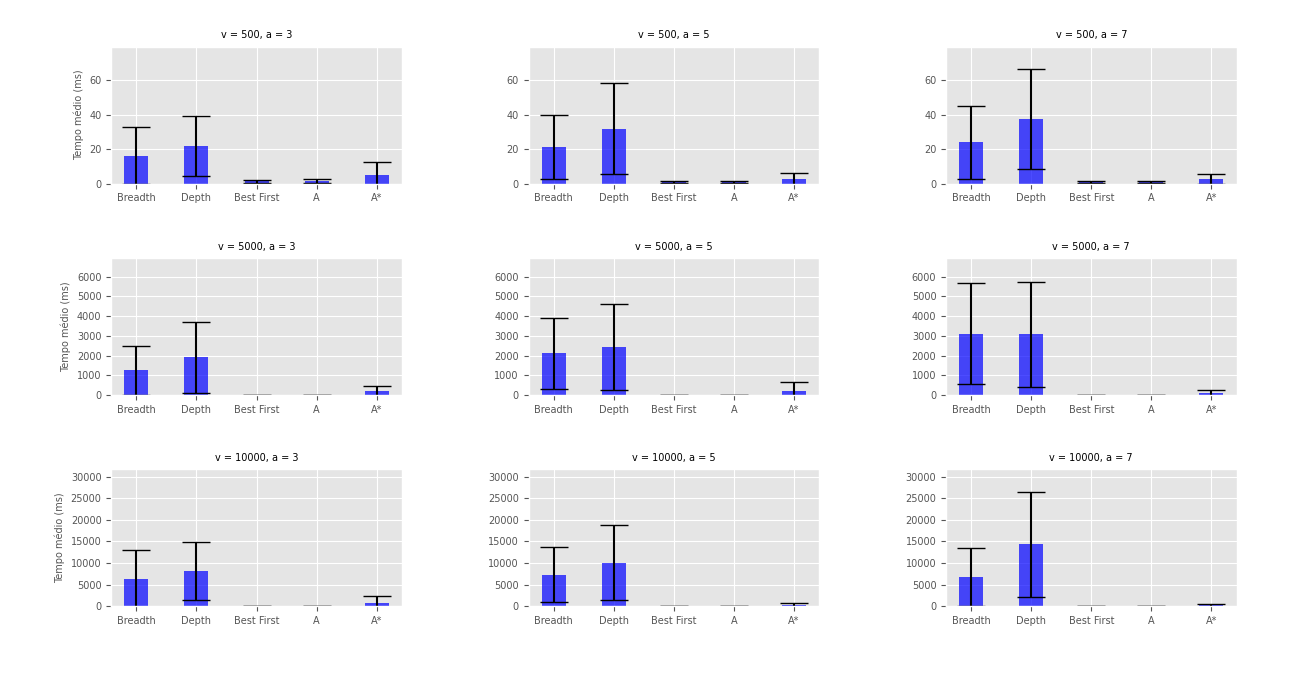 v = 500, a = 3
Tempo médio (ms)
60
40
20
0
Breadth Depth Best First A A*
v = 500, a = 5
60
40
20
0
Breadth Depth Best First A A*
v = 500, a = 7
60
40
20
0
Breadth Depth Best First A A*
v = 5000, a = 3
Tempo médio (ms)
6000
5000
4000
3000
2000
1000
0
Breadth Depth Best First A A*
v = 5000, a = 5
6000
5000
4000
3000
2000
1000
0
Breadth Depth Best First A A*
v = 5000, a = 7
6000
5000
4000
3000
2000
1000
0
Breadth Depth Best First A A*
v = 10000, a = 3
Tempo médio (ms)
30000
25000
20000
15000
10000
5000
0
Breadth Depth Best First A A*
v = 10000, a = 5
30000
25000
20000
15000
10000
5000
0
Breadth Depth Best First A A*
v = 10000, a = 7
30000
25000
20000
15000
10000
5000
0
Breadth Depth Best First A A*